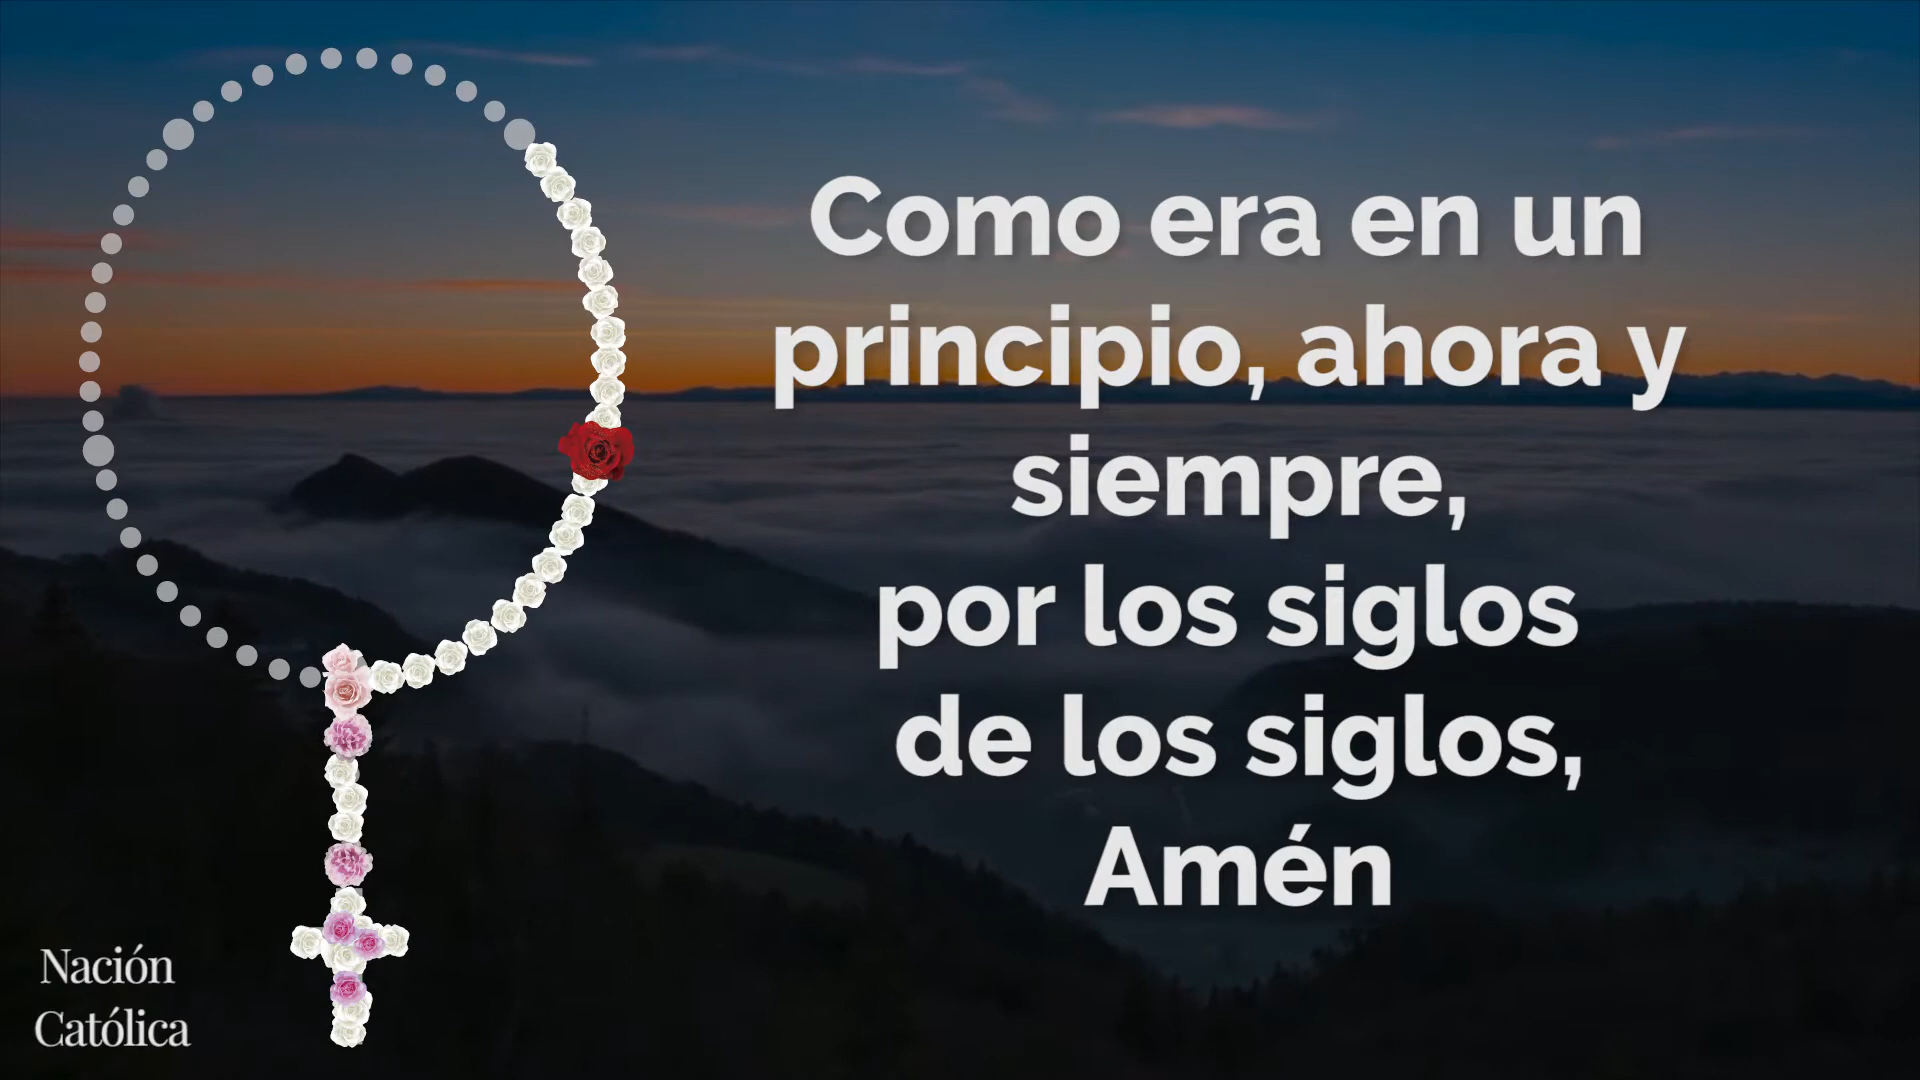 Como era en un
principio, ahora y
siempre,
por los siglos
de los siglos,
Amén
Nación
Católica